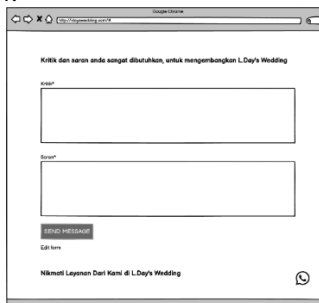 Google Chrome
Kritik dan saran anda sangat dibutuhkan, untuk mengembangkan L.Day's Wedding
Kritik*
Saran*
SEND MESSAGE
Edit form
Nikmati Layanan Dari Kami di L.Day's Wedding